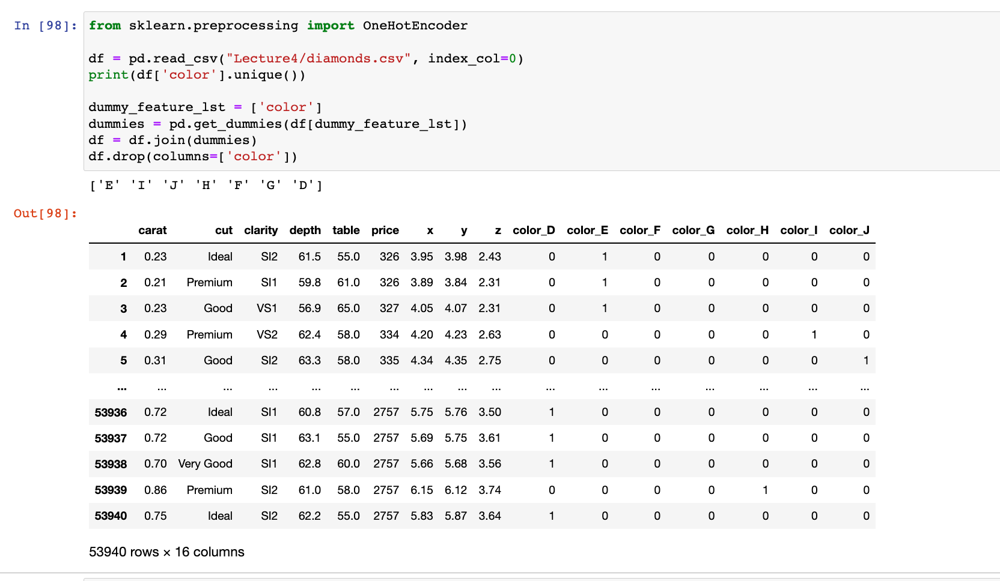 In [98]: from sklearn.preprocessing import OneHotEncoder
df = pd.read_csv("Lecture4/diamonds.csv", index_col=0)
print(df['color'].unique())
dummy_feature_lst = ['color']
dummies = pd.get_dummies(df[dummy_feature_lst])
df = df.join(dummies)
df.drop(columns=['color'])
['E' 'I' 'J' 'H' 'F' 'G' 'D']
Out[98]:
carat cut clarity depth table price x y z color_D color_E color_F color_G color_H color_I color_J
1 0.23 Ideal SI2 61.5 55.0 326 3.95 3.98 2.43 0 1 0 0 0 0 0
2 0.21 Premium SI1 59.8 61.0 326 3.89 3.84 2.31 0 1 0 0 0 0 0
3 0.23 Good VS1 56.9 65.0 327 4.05 4.07 2.31 0 1 0 0 0 0 0
4 0.29 Premium VS2 62.4 58.0 334 4.20 4.23 2.63 0 0 0 0 0 1 0
5 0.31 Good SI2 63.3 58.0 335 4.34 4.35 2.75 0 0 0 0 0 0 1
... ... ... ... ... ... ... ... ... ... ... ... ... ... ... ... ...
53936 0.72 Ideal SI1 60.8 57.0 2757 5.75 5.76 3.50 1 0 0 0 0 0 0
53937 0.72 Good SI1 63.1 55.0 2757 5.69 5.75 3.61 1 0 0 0 0 0 0
53938 0.70 Very Good SI1 62.8 60.0 2757 5.66 5.68 3.56 1 0 0 0 0 0 0
53939 0.86 Premium SI2 61.0 58.0 2757 6.15 6.12 3.74 0 0 0 0 1 0 0
53940 0.75 Ideal SI2 62.2 55.0 2757 5.83 5.87 3.64 1 0 0 0 0 0 0
53940 rows × 16 columns